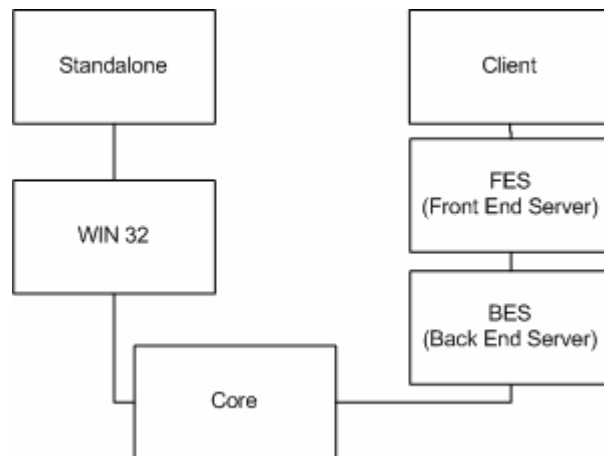 Standalone
Client
WIN 32
FES
(Front End Server)
BES
(Back End Server)
Core